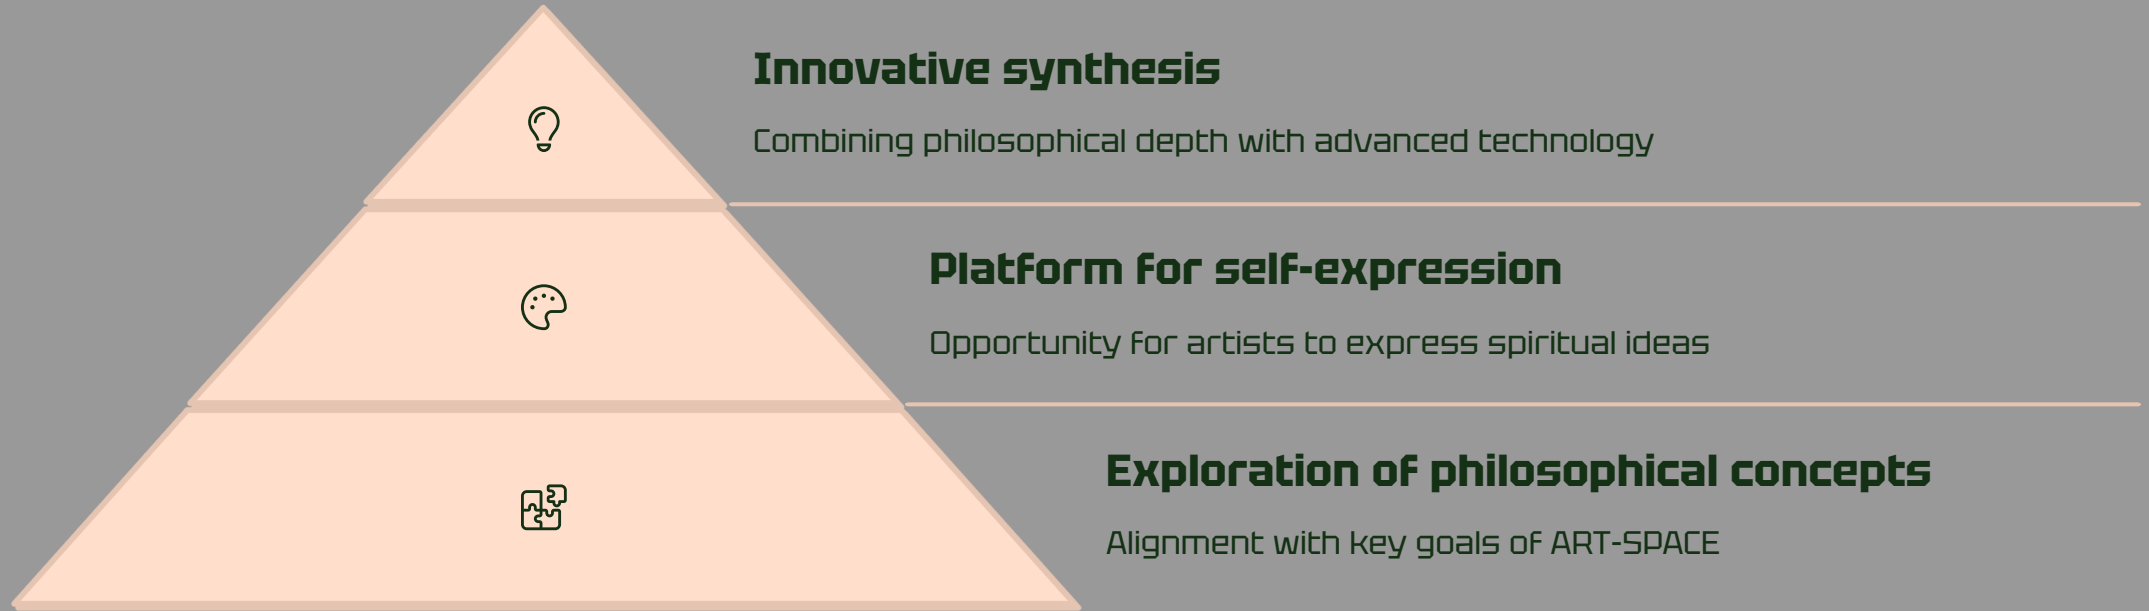 Innovative synthesis
Combining philosophical depth with advanced technology
Platform for self-expression
Opportunity for artists to express spiritual ideas
Exploration of philosophical concepts
Alignment with key goals of ART-SPACE